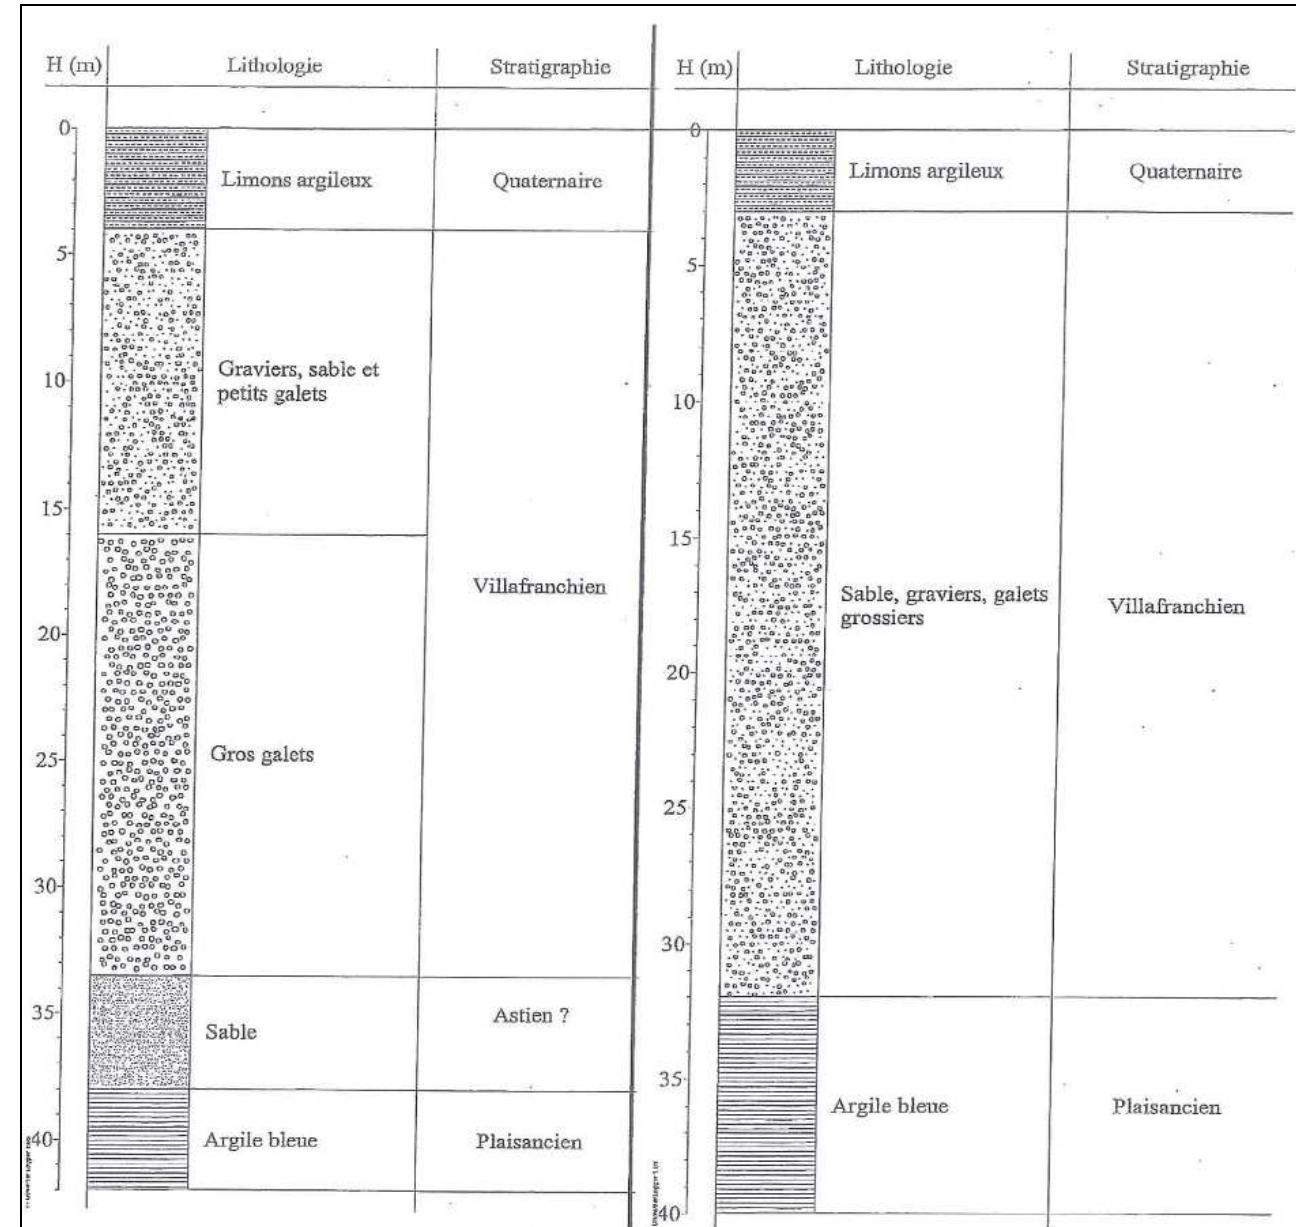 H (m) Lithologie Stratigraphie
0
Limons argileux Quaternaire
5
Graviers, sable et
petits galets
10
15
Villafranchien
20
Gros galets
25
30
35
Sable Astien ?
40
Argile bleue Plaisancien
H (m) Lithologie Stratigraphie
0
Limons argileux Quaternaire
5
10
15
Sable, graviers, galets
grossiers
Villafranchien
20
25
30
35
Argile bleue Plaisancien
40